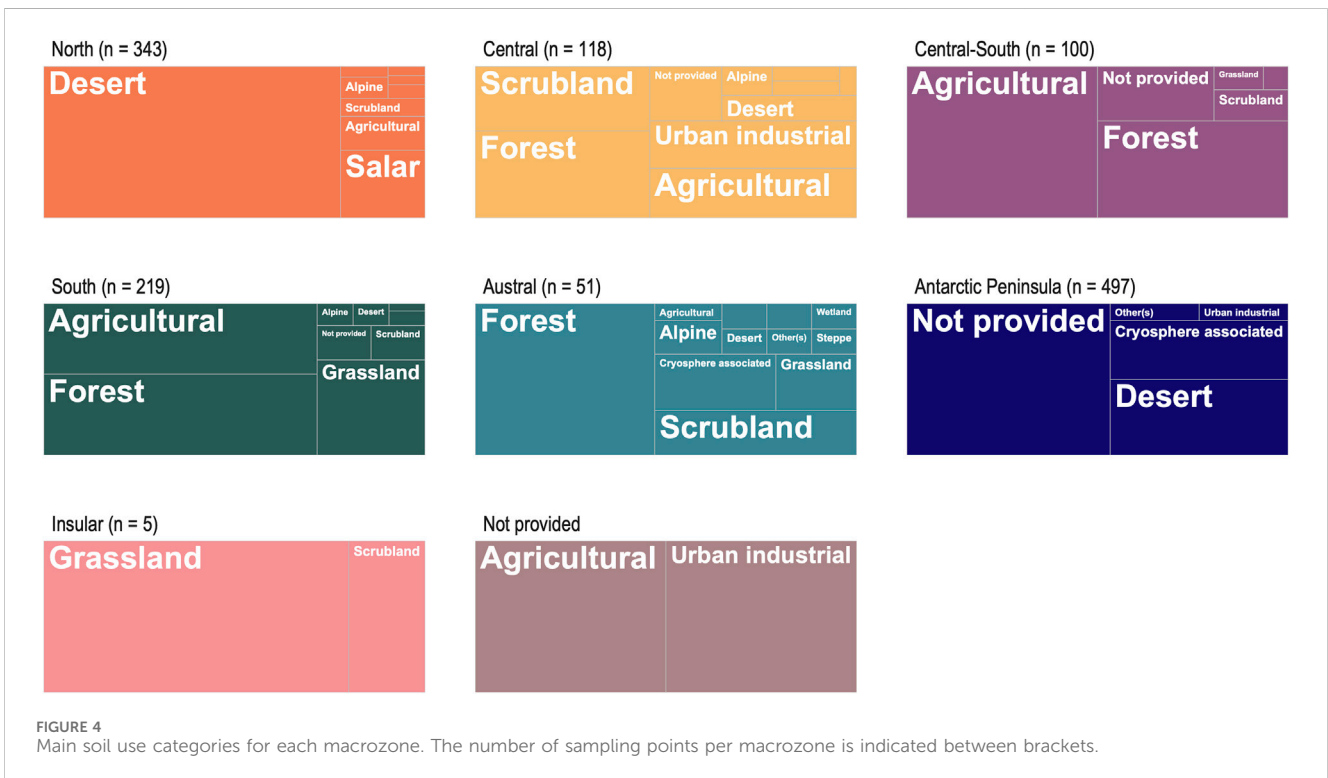 North (n = 343)
Desert
Alpine
Scrubland
Agricultural
Salar
Central (n = 118)
Scrubland
Forest
Not provided
Alpine
Desert
Urban industrial
Agricultural
Central-South (n = 100)
Agricultural
Not provided
Grassland
Scrubland
Forest
South (n = 219)
Agricultural
Forest
Alpine
Desert
Not provided
Scrubland
Grassland
Austral (n = 51)
Forest
Agricultural
Wetland
Alpine
Desert
Other(s)
Steppe
Cryosphere associated
Grassland
Scrubland
Antarctic Peninsula (n = 497)
Not provided
Other(s)
Urban industrial
Cryosphere associated
Desert
Insular (n = 5)
Grassland
Scrubland
Not provided
Agricultural
Urban industrial
FIGURE 4
Main soil use categories for each macrozone. The number of sampling points per macrozone is indicated between brackets.